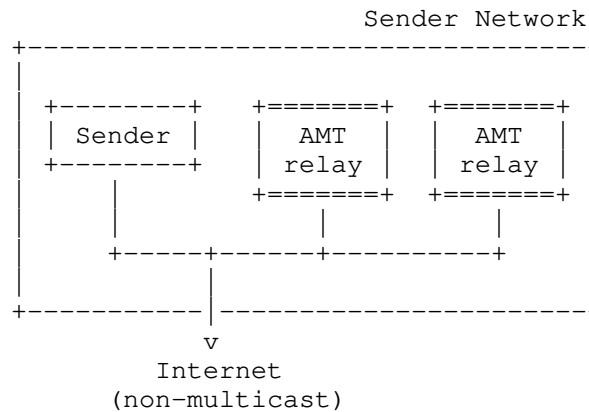 Sender Network
Sender AMT relay AMT relay
Internet
(non-multicast)